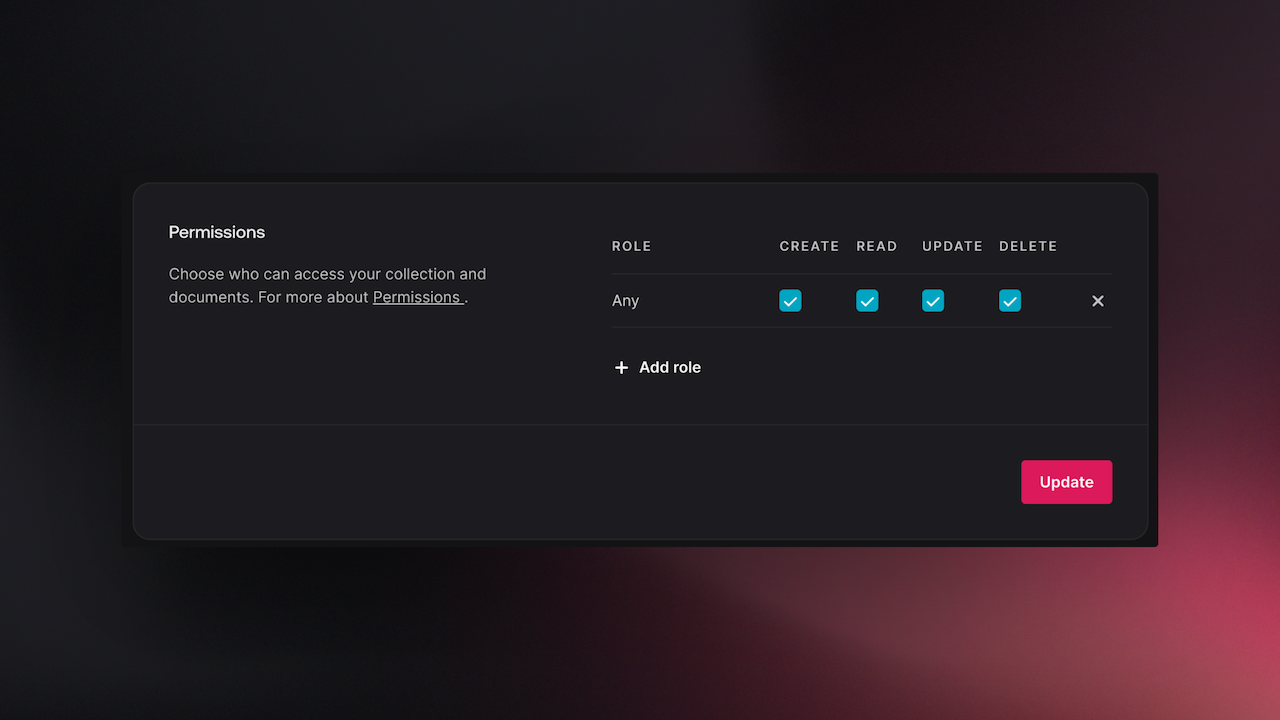 Permissions
Choose who can access your collection and
documents. For more about Permissions .
ROLE CREATE READ UPDATE DELETE
Any
Add role
Update